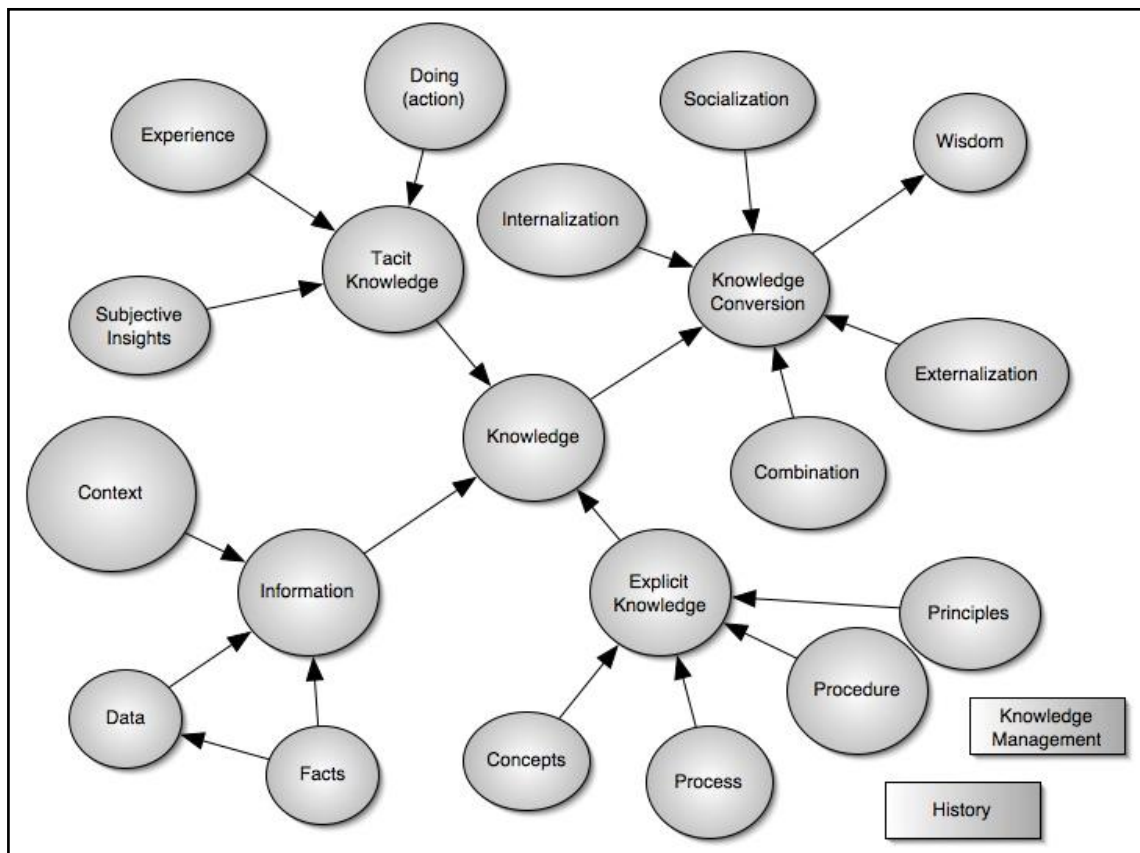 Doing
(action)
Socialization
Experience
Wisdom
Internalization
Tacit
Knowledge
Knowledge
Conversion
Subjective
Insights
Externalization
Knowledge
Combination
Context
Information
Explicit
Knowledge
Principles
Procedure
Data
Knowledge
Management
Concepts
Facts
Process
History